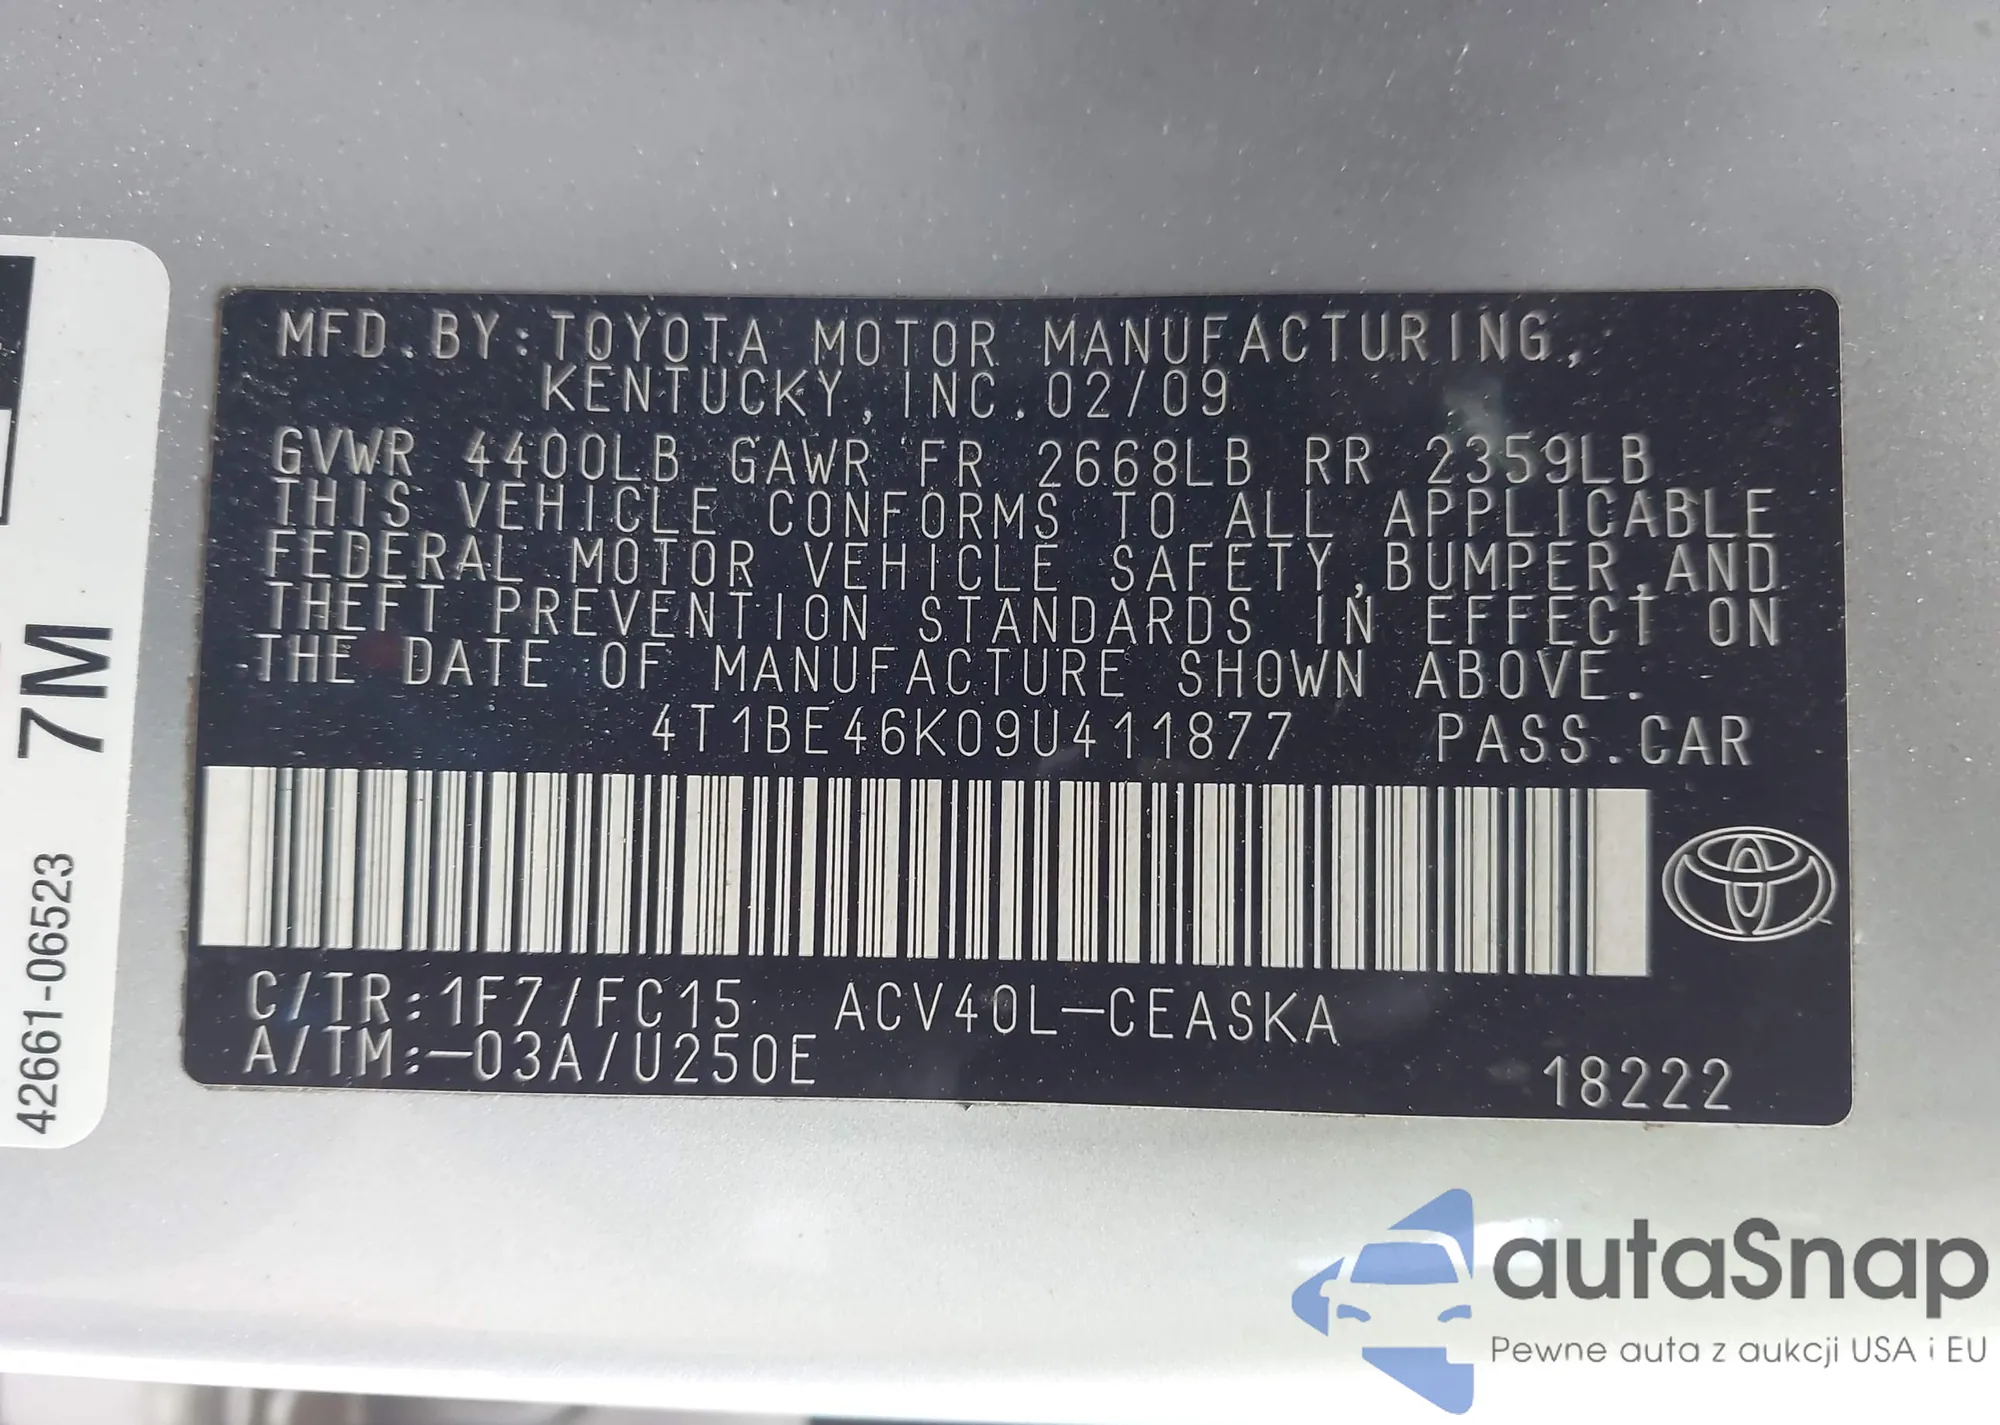 MFD.BY:TOYOTA MOTOR MANUFACTURING,
KENTUCKY, INC.02/09
GVWR 4400LB GAWR FR 2668LB RR 2359LB
THIS VEHICLE CONFORMS TO ALL APPLICABLE
FEDERAL MOTOR VEHICLE SAFETY,BUMPER,AND
THEFT PREVENTION STANDARDS IN EFFECT ON
THE DATE OF MANUFACTURE SHOWN ABOVE.
4T1BE46K09U411877 PASS.CAR
C/TR:1F7/FC15 ACV40L-CEASKA
A/TM:-03A/U250E
18222
7M
42661-06523
autaSnap
Pewne auta z aukcji USA i EU